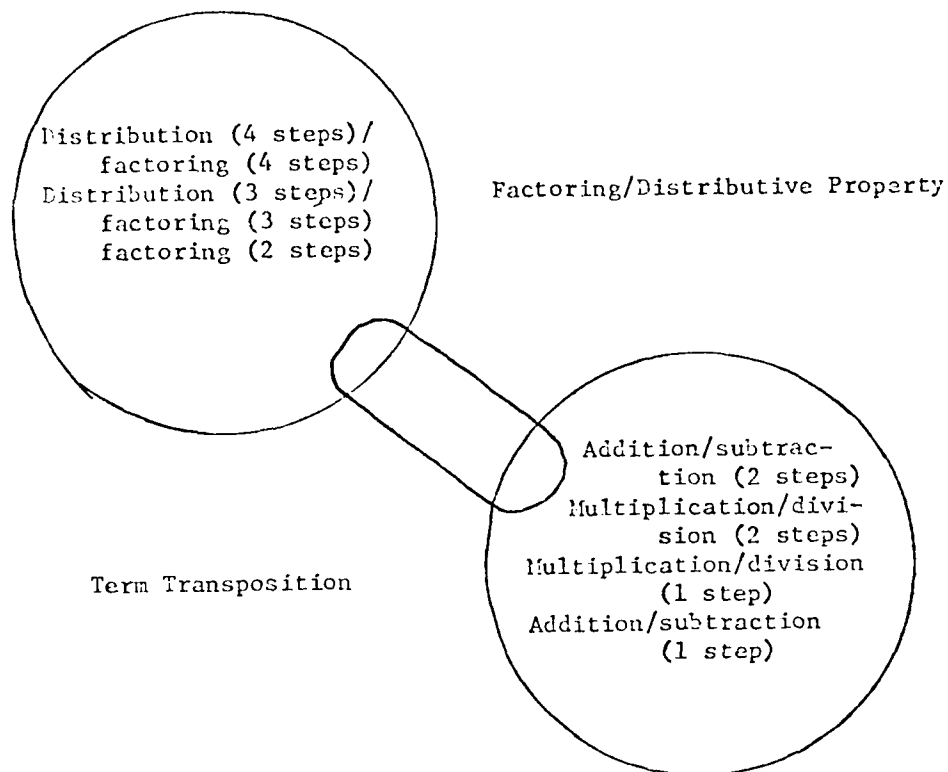 Distribution (4 steps)/
factoring (4 steps)
Distribution (3 steps)/
factoring (3 steps)
factoring (2 steps)
Factoring/Distributive Property
Addition/subtrac-
tion (2 steps)
Multiplication/divi-
sion (2 steps)
Multiplication/division
(1 step)
Addition/subtraction
(1 step)
Term Transposition